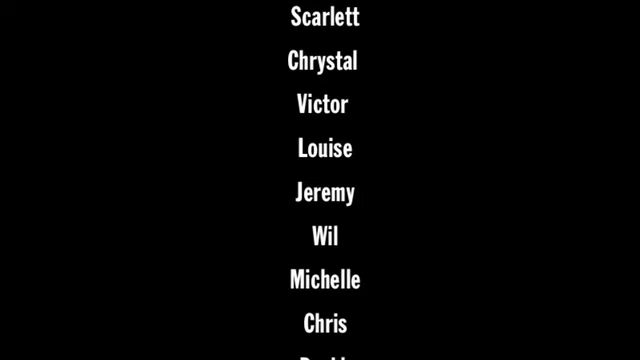 Scarlett
Chrystal
Victor
Louise
Jeremy
Wil
Michelle
Chris